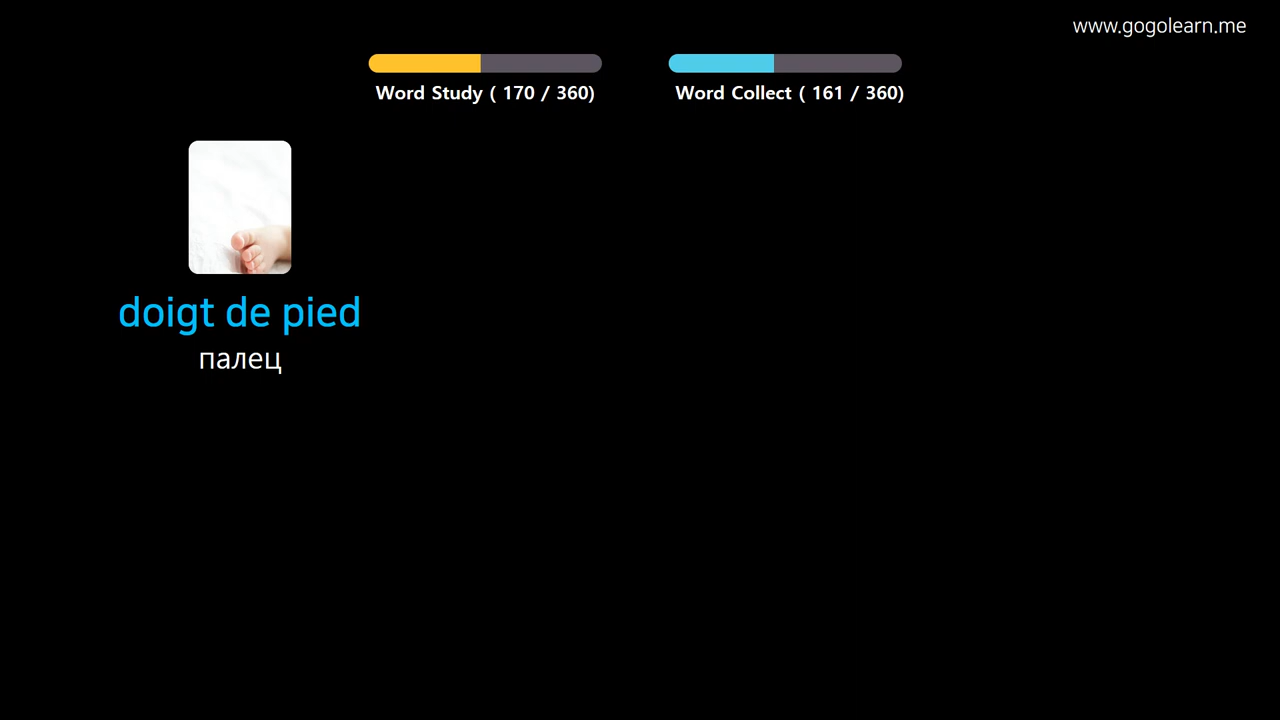 www.gogolearn.me
Word Study ( 170 / 360)
Word Collect ( 161 / 360)
doigt de pied
палец